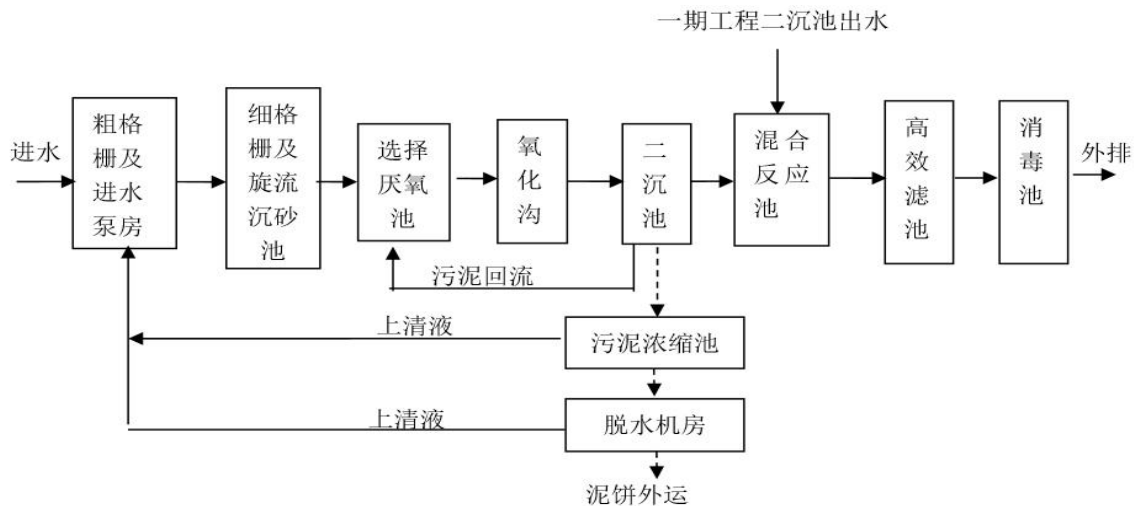 一期工程二沉池出水
进水
粗格
栅及
进水
泵房
细格
栅及
旋流
沉砂
池
选择
厌氧
池
氧
化
沟
二
沉
池
混合
反应
池
高
效
滤
池
消
毒
池
外排
污泥回流
上清液
污泥浓缩池
上清液
脱水机房
泥饼外运